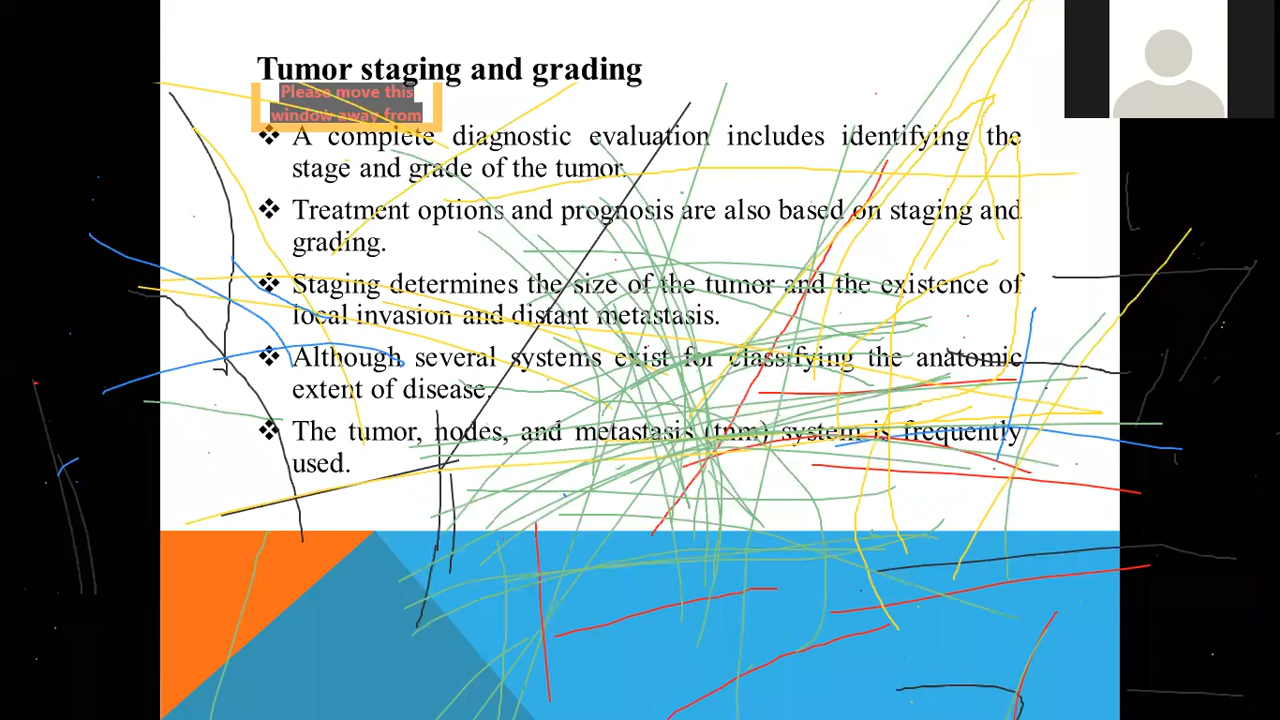 Tumor staging and grading
Please move this
window away from
❖ A complete diagnostic evaluation includes identifying the
stage and grade of the tumor.
❖ Treatment options and prognosis are also based on staging and
grading.
❖ Staging determines the size of the tumor and the existence of
local invasion and distant metastasis.
❖ Although several systems exist for classifying the anatomic
extent of disease.
❖ The tumor, nodes, and metastasis (tnm) system is frequently
used.